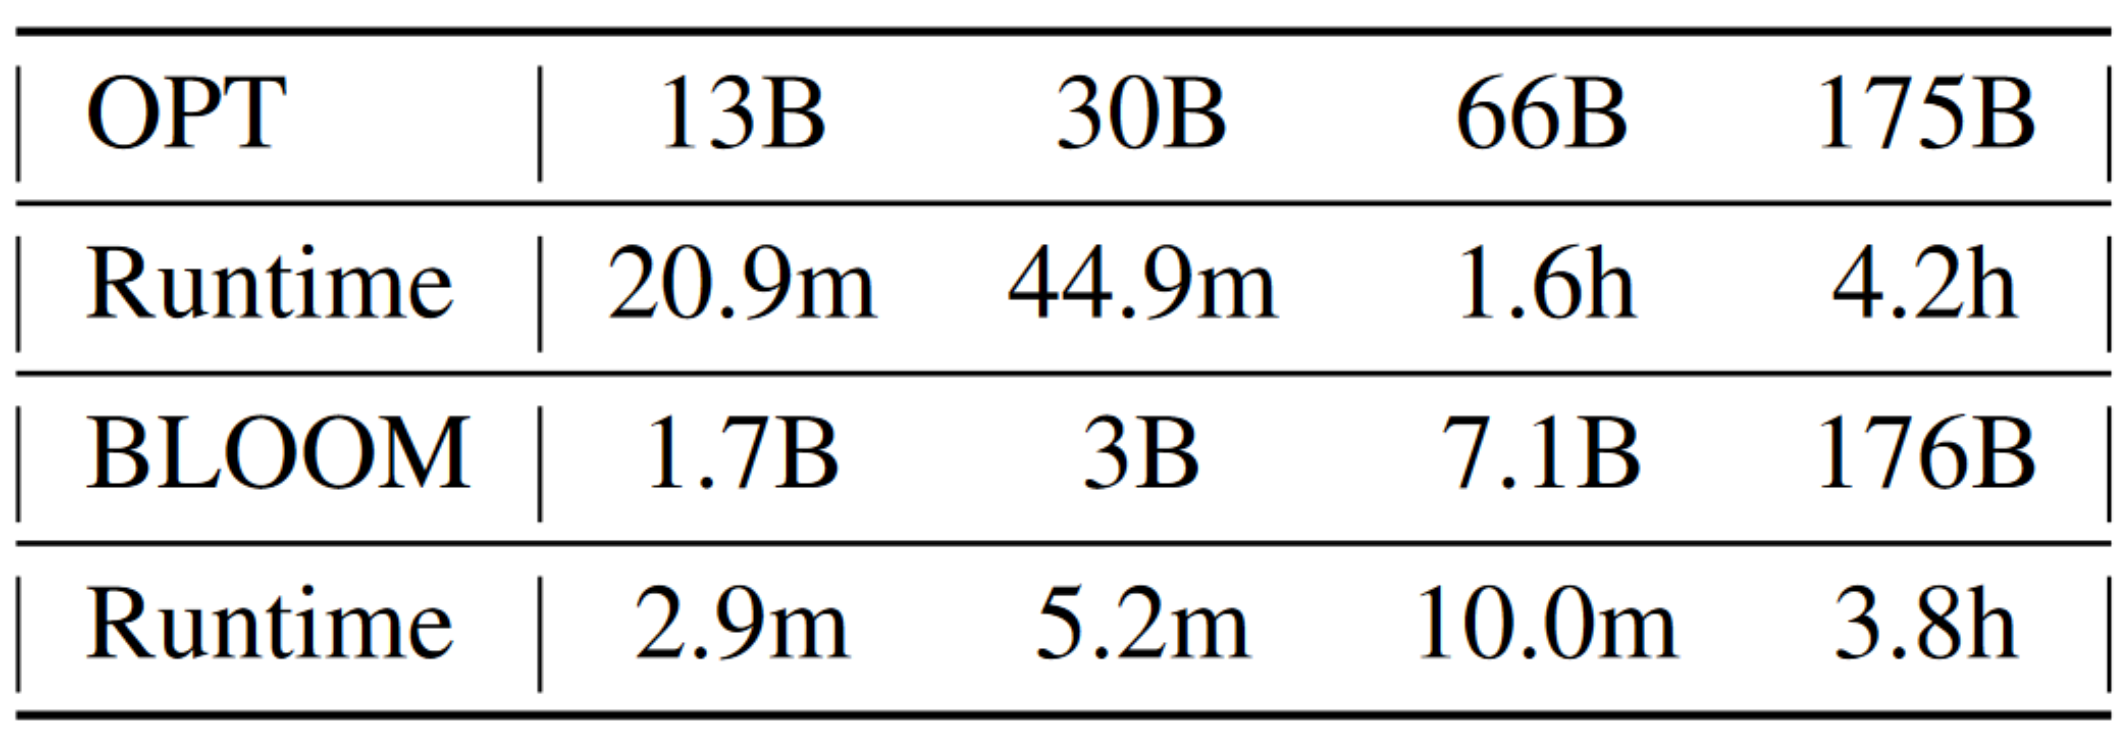 OPT 13B 30B 66B 175B
Runtime 20.9m 44.9m 1.6h 4.2h
BLOOM 1.7B 3B 7.1B 176B
Runtime 2.9m 5.2m 10.0m 3.8h